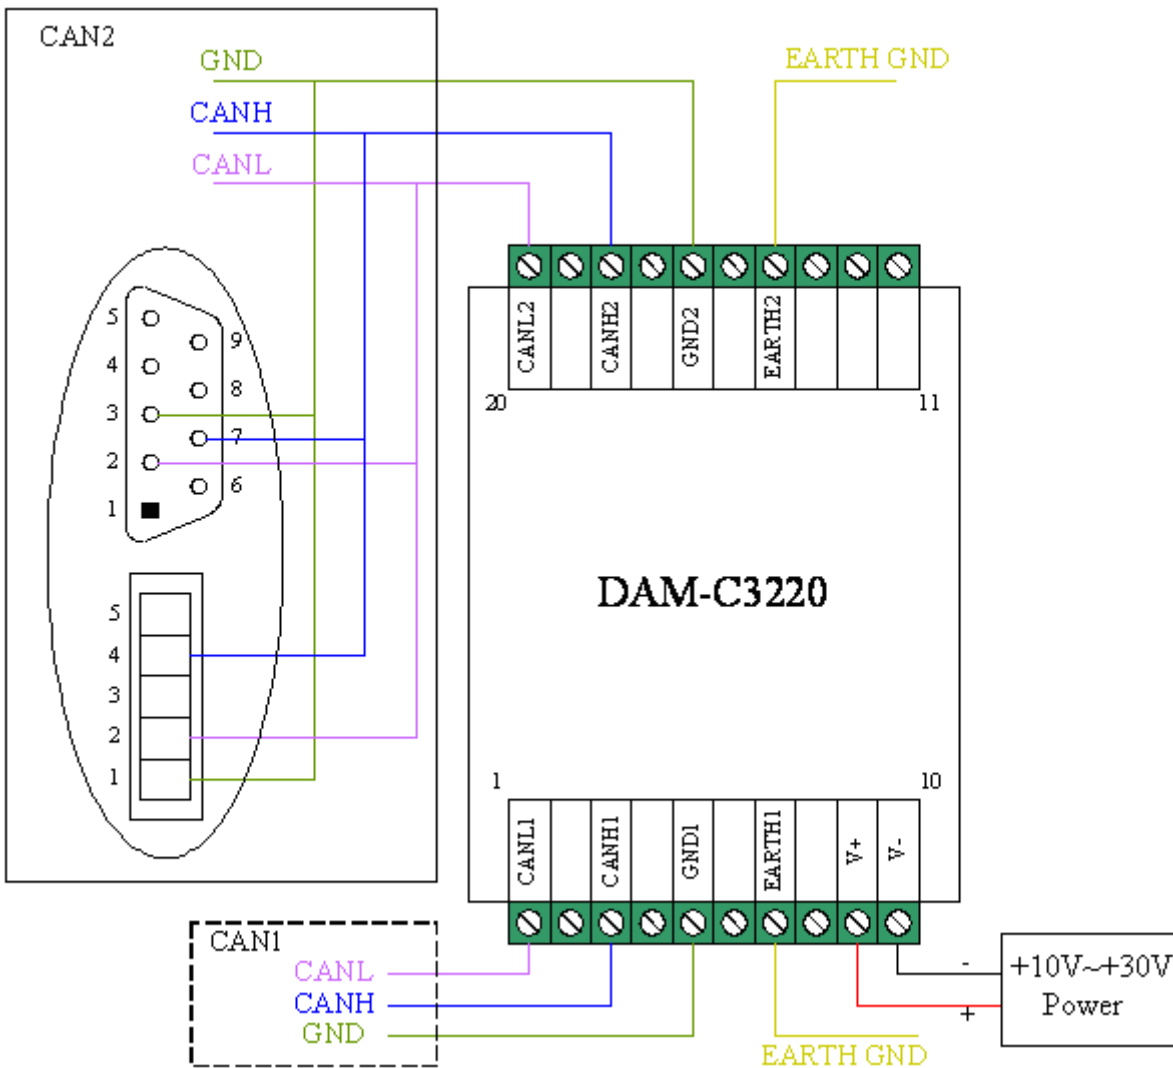 CAN2
GND
EARTH GND
CANH
CANL
CANL2
CANH2
GND2
EARTH2
20
11
5
9
4
8
3
7
2
6
1
DAM-C3220
5
4
3
2
1
1
10
CANL1
CANH1
GND1
EARTH1
V+
V-
CAN1
CANL
CANH
GND
EARTH GND
-
+
+10V~+30V
Power